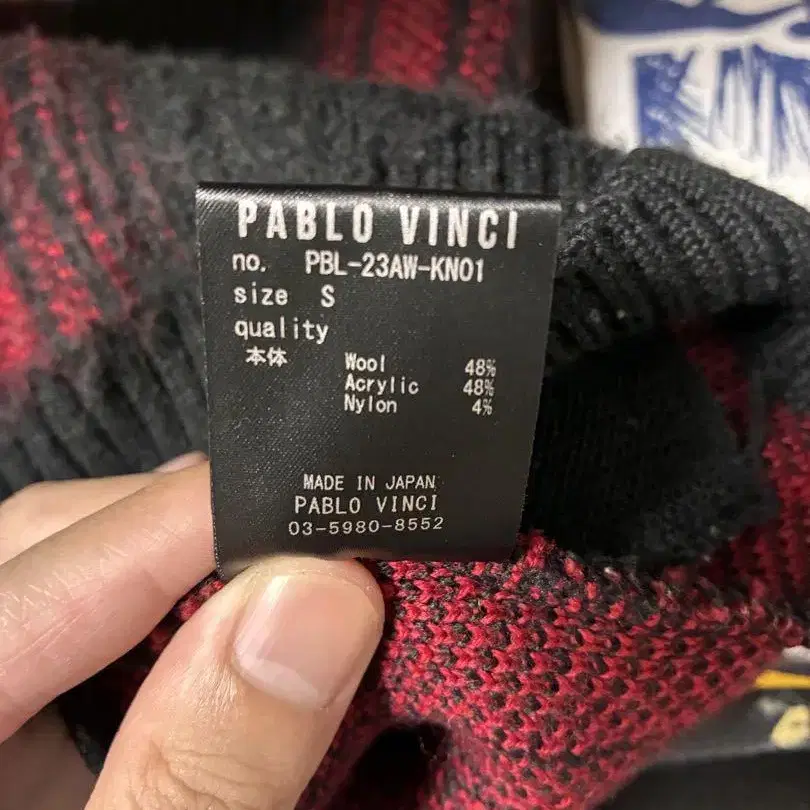 PABLO VINCI
no. PBL-23AW-KN01
size S
quality
本体 Wool 48%
Acrylic 48%
Nylon 4%
MADE IN JAPAN
PABLO VINCI
03-5980-8552